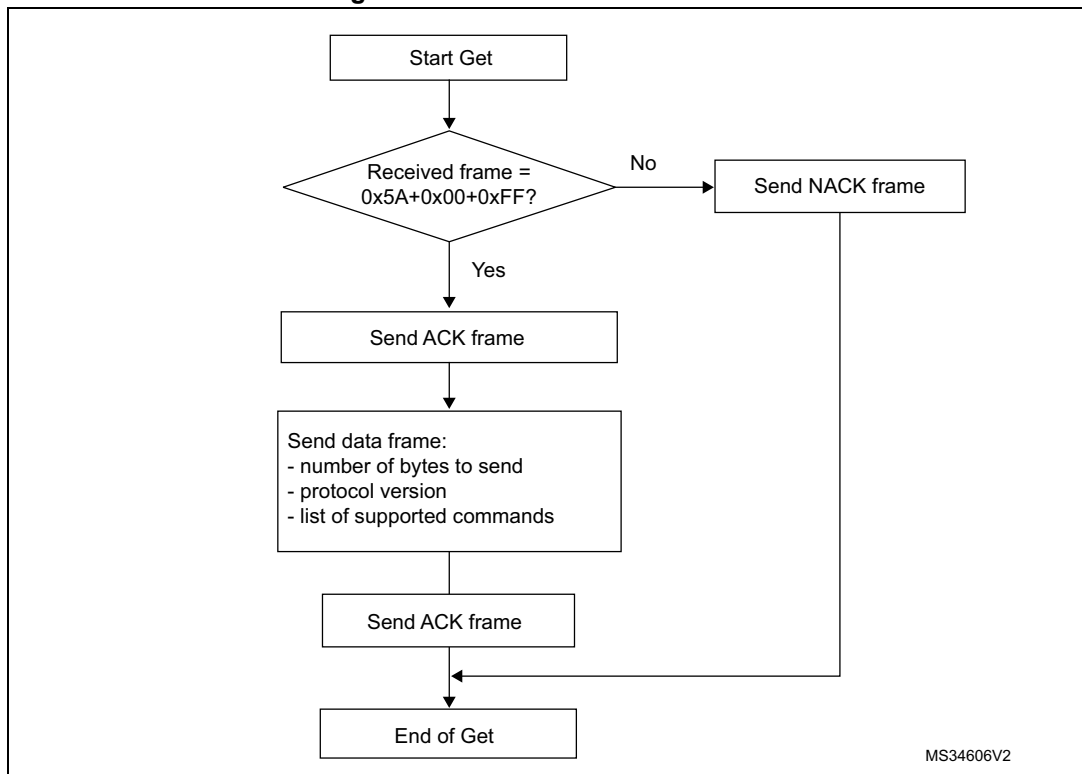 Start Get
Received frame =
0x5A+0x00+0xFF?
No
Send NACK frame
Yes
Send ACK frame
Send data frame:
- number of bytes to send
- protocol version
- list of supported commands
Send ACK frame
End of Get
MS34606V2